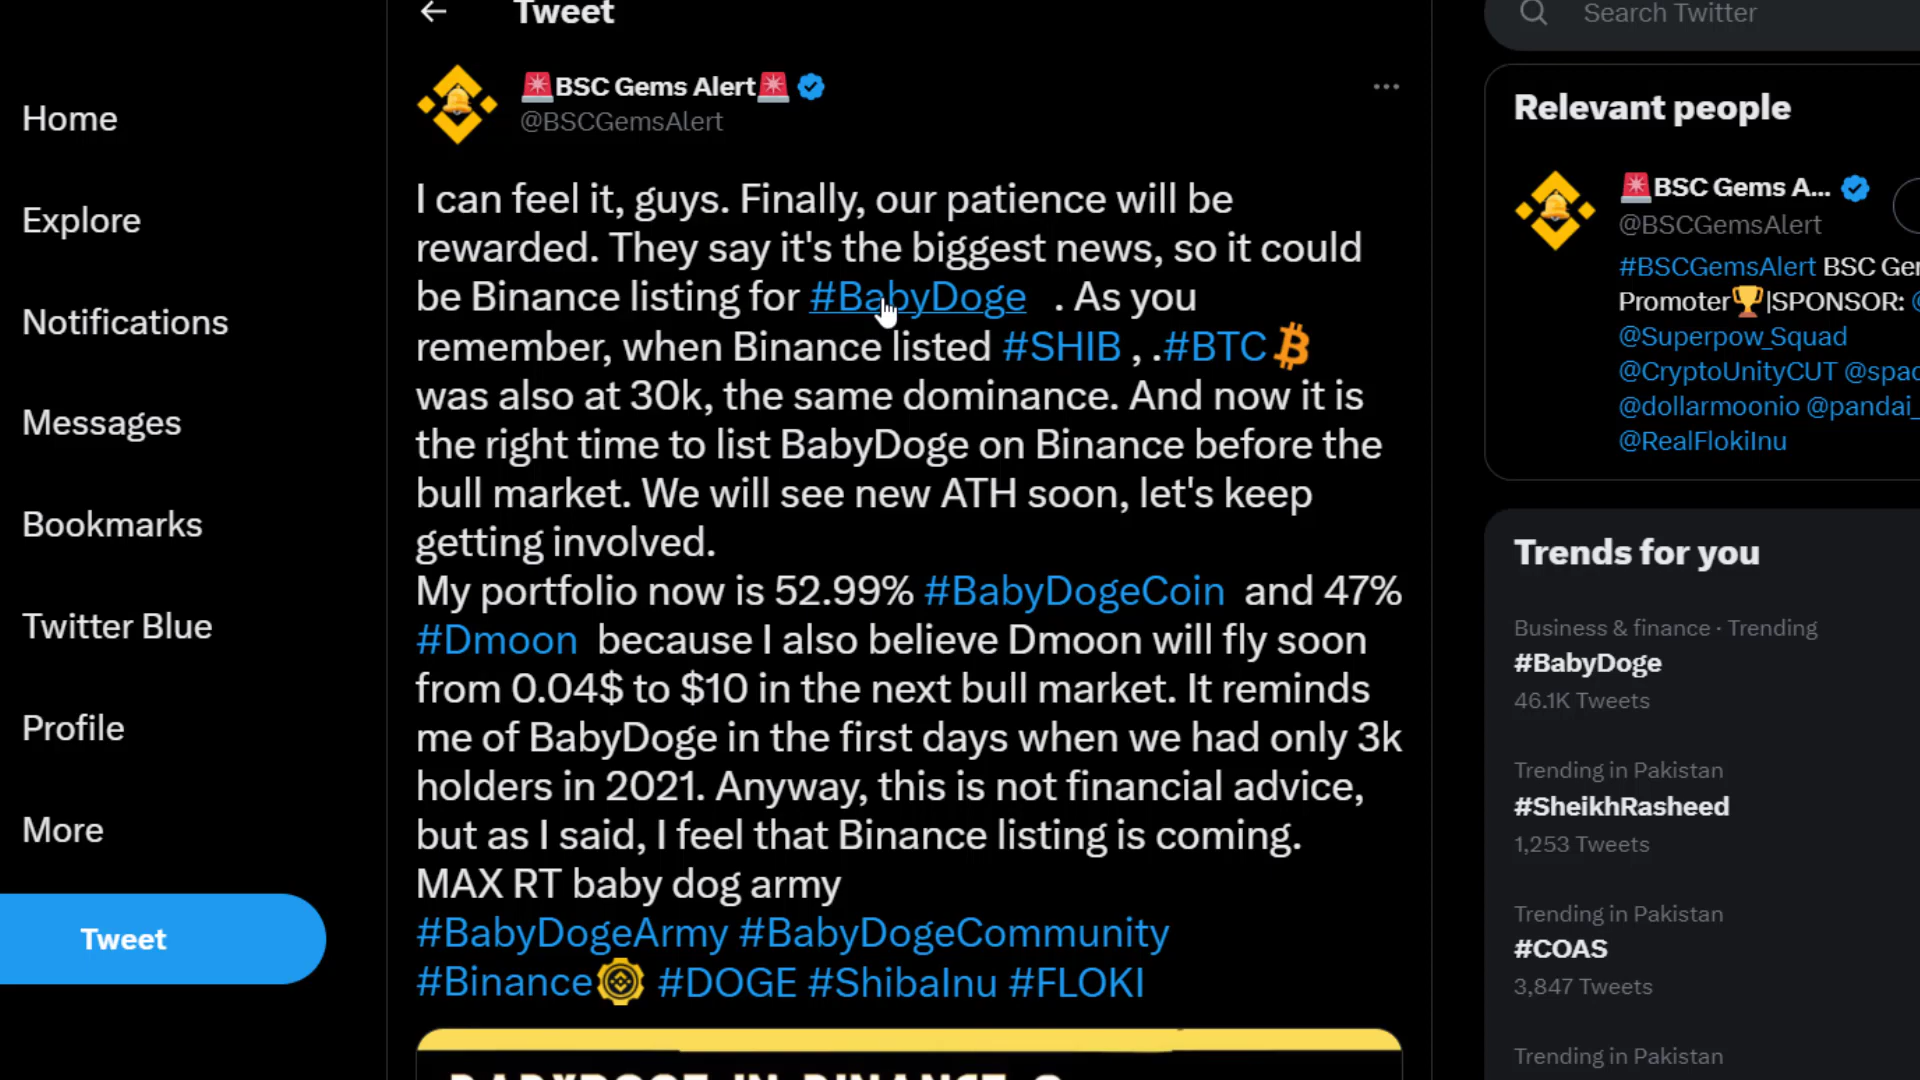 Tweet
Search Twitter
Home
Explore
Notifications
Messages
Bookmarks
Twitter Blue
Profile
More
Tweet
🚨BSC Gems Alert🚨
@BSCGemsAlert
I can feel it, guys. Finally, our patience will be
rewarded. They say it's the biggest news, so it could
be Binance listing for #BabyDoge . As you
remember, when Binance listed #SHIB , .#BTC
was also at 30k, the same dominance. And now it is
the right time to list BabyDoge on Binance before the
bull market. We will see new ATH soon, let's keep
getting involved.
My portfolio now is 52.99% #BabyDogeCoin and 47%
#Dmoon because I also believe Dmoon will fly soon
from 0.04$ to $10 in the next bull market. It reminds
me of BabyDoge in the first days when we had only 3k
holders in 2021. Anyway, this is not financial advice,
but as I said, I feel that Binance listing is coming.
MAX RT baby dog army
#BabyDogeArmy #BabyDogeCommunity
#Binance #DOGE #ShibaInu #FLOKI
Relevant people
🚨BSC Gems A...
@BSCGemsAlert
#BSCGemsAlert BSC
Promoter🏆|SPONSOR:
@Superpow_Squad
@CryptoUnityCUT
@dollarmoonio @pandai_
@RealFlokiInu
Trends for you
Business & finance · Trending
#BabyDoge
46.1K Tweets
Trending in Pakistan
#SheikhRasheed
1,253 Tweets
Trending in Pakistan
#COAS
3,847 Tweets
Trending in Pakistan